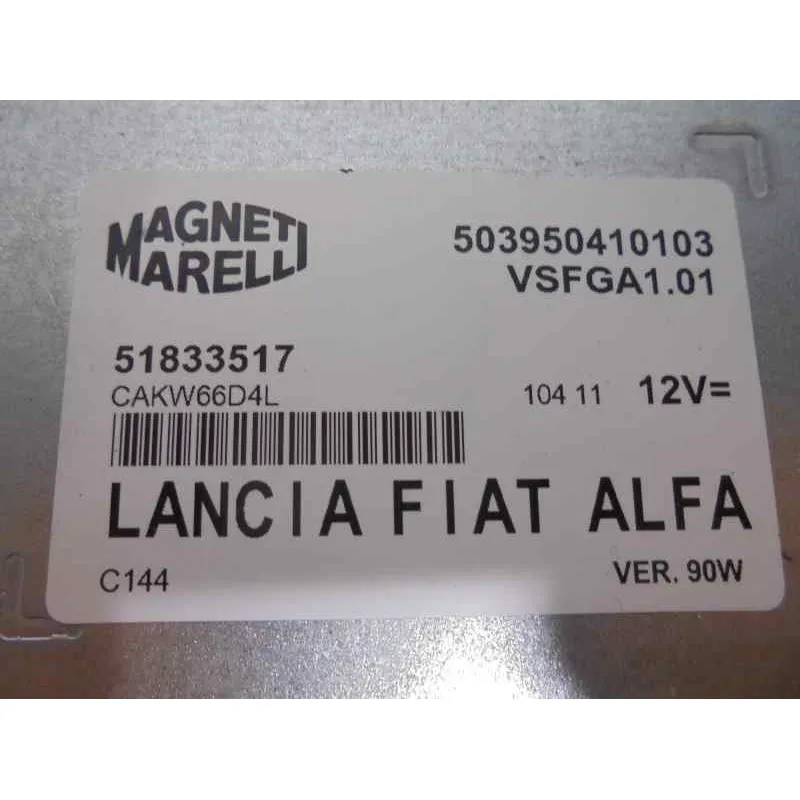 MAGNETI
MARELLI
503950410103
VSFGA1.01
51833517
CAKW66D4L
104 11 12V=
LANCIA FIAT ALFA
C144
VER. 90W